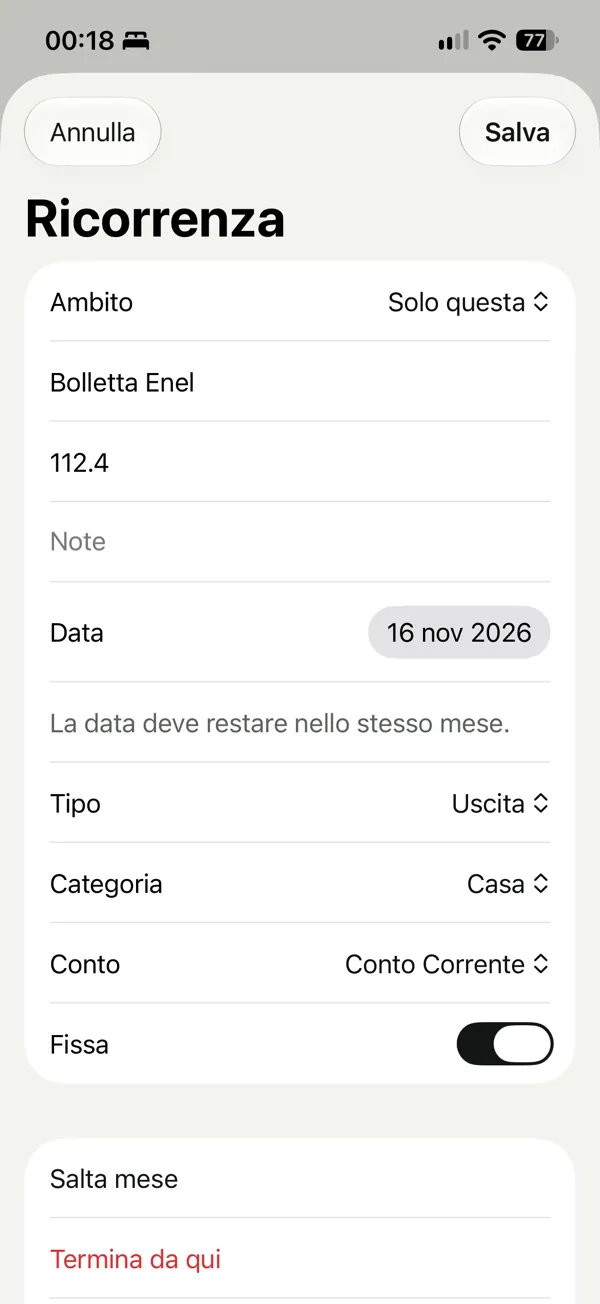 00:18
77
Annulla
Salva
Ricorrenza
Ambito
Solo questa
Bolletta Enel
112.4
Note
Data
16 nov 2026
La data deve restare nello stesso mese.
Tipo
Uscita
Categoria
Casa
Conto
Conto Corrente
Fissa
Salta mese
Termina da qui